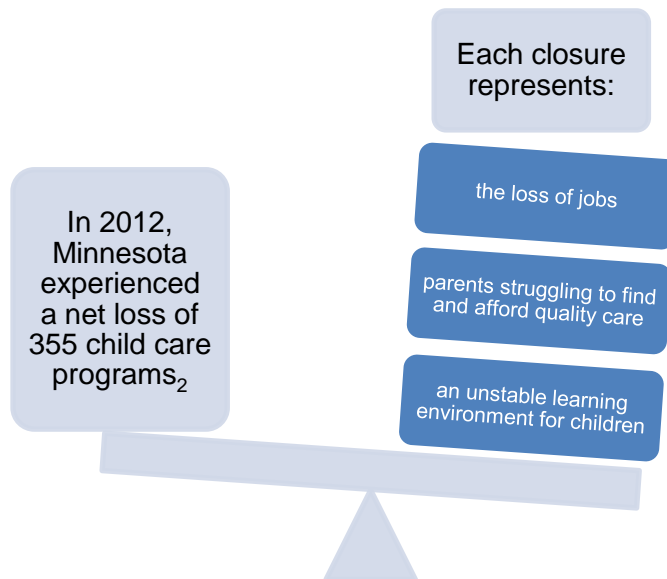 In 2012,
Minnesota
experienced
a net loss of
355 child care
programs₂
Each closure
represents:
the loss of jobs
parents struggling to find
and afford quality care
an unstable learning
environment for children